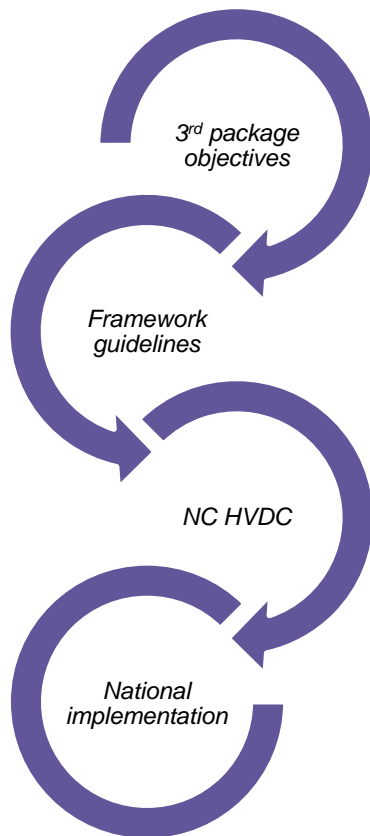 3rd package
objectives
Framework
guidelines
NC HVDC
National
implementation